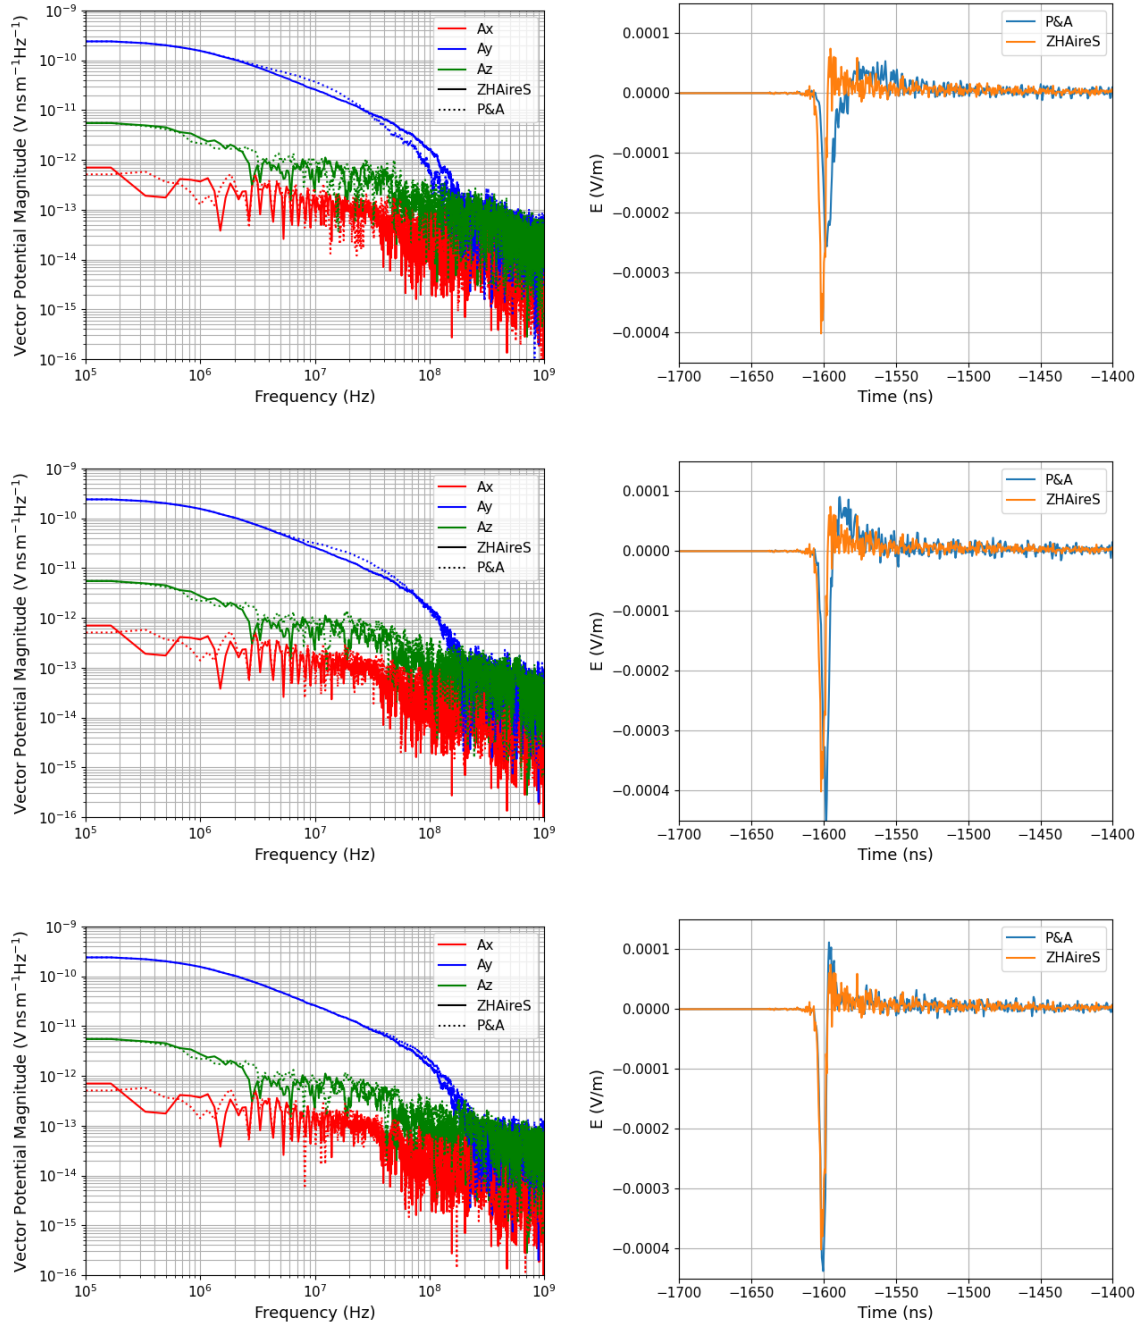 10⁻⁹
10⁻¹⁰
10⁻¹¹
10⁻¹²
10⁻¹³
10⁻¹⁴
10⁻¹⁵
10⁻¹⁶
Vector Potential Magnitude (V ns m⁻¹Hz⁻¹)
Ax
Ay
Az
ZHAireS
P&A
10⁵ 10⁶ 10⁷ 10⁸ 10⁹
Frequency (Hz)
0.0001
0.0000
−0.0001
−0.0002
−0.0003
−0.0004
E (V/m)
P&A
ZHAireS
−1700 −1650 −1600 −1550 −1500 −1450 −1400
Time (ns)
10⁻⁹
10⁻¹⁰
10⁻¹¹
10⁻¹²
10⁻¹³
10⁻¹⁴
10⁻¹⁵
10⁻¹⁶
Vector Potential Magnitude (V ns m⁻¹Hz⁻¹)
Ax
Ay
Az
ZHAireS
P&A
10⁵ 10⁶ 10⁷ 10⁸ 10⁹
Frequency (Hz)
0.0001
0.0000
−0.0001
−0.0002
−0.0003
−0.0004
E (V/m)
P&A
ZHAireS
−1700 −1650 −1600 −1550 −1500 −1450 −1400
Time (ns)
10⁻⁹
10⁻¹⁰
10⁻¹¹
10⁻¹²
10⁻¹³
10⁻¹⁴
10⁻¹⁵
10⁻¹⁶
Vector Potential Magnitude (V ns m⁻¹Hz⁻¹)
Ax
Ay
Az
ZHAireS
P&A
10⁵ 10⁶ 10⁷ 10⁸ 10⁹
Frequency (Hz)
0.0001
0.0000
−0.0001
−0.0002
−0.0003
−0.0004
E (V/m)
P&A
ZHAireS
−1700 −1650 −1600 −1550 −1500 −1450 −1400
Time (ns)